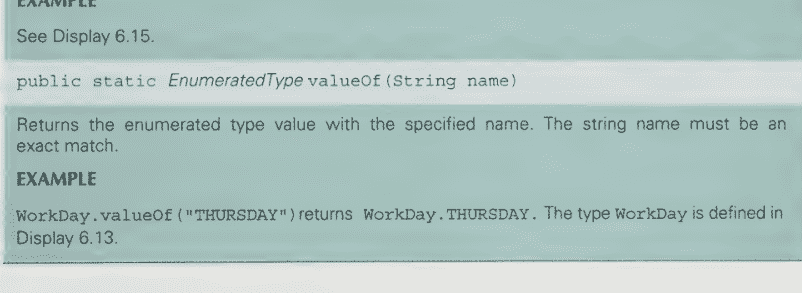 EXAMPLE
See Display 6.15.
public static EnumeratedType valueOf(String name)
Returns the enumerated type value with the specified name. The string name must be an
exact match.
EXAMPLE
WorkDay.valueOf("THURSDAY") returns WorkDay.THURSDAY. The type WorkDay is defined in
Display 6.13.